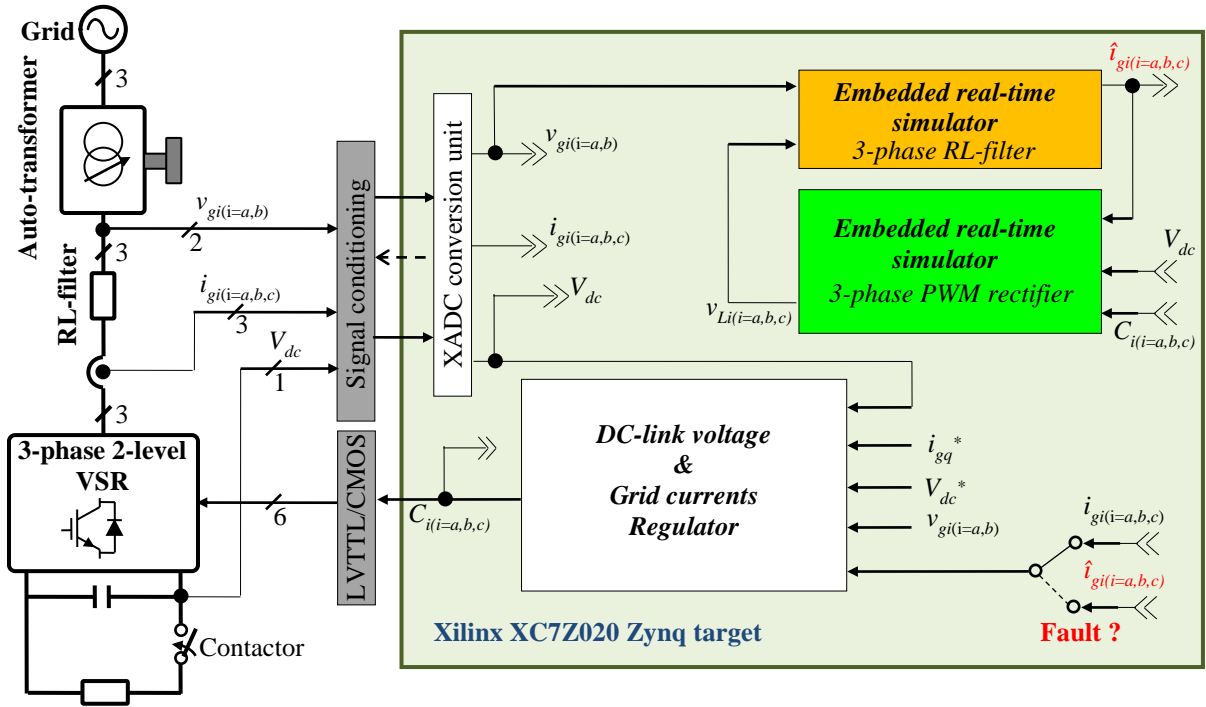 Grid
3
Auto-transformer
v_gi(i=a,b)
2
3
RL-filter
i_gi(i=a,b,c)
3
V_dc
1
3
3-phase 2-level
VSR
6
Contactor
Signal conditioning
LVTTL/CMOS
XADC conversion unit
v_gi(i=a,b)
i_gi(i=a,b,c)
V_dc
Embedded real-time
simulator
3-phase RL-filter
î_gi(i=a,b,c)
Embedded real-time
simulator
3-phase PWM rectifier
v_Li(i=a,b,c)
V_dc
C_i(i=a,b,c)
DC-link voltage
&
Grid currents
Regulator
C_i(i=a,b,c)
i_gq*
V_dc*
v_gi(i=a,b)
i_gi(i=a,b,c)
î_gi(i=a,b,c)
Fault ?
Xilinx XC7Z020 Zynq target